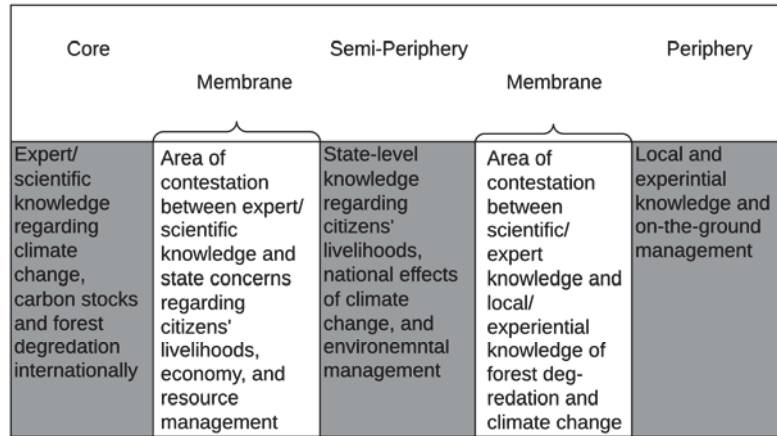 Core
Semi-Periphery
Periphery
Membrane
Membrane
Expert/
scientific
knowledge
regarding
climate
change,
carbon stocks
and forest
degredation
internationally
Area of
contestation
between expert/
scientific
knowledge and
state concerns
regarding
citizens'
livelihoods,
economy, and
resource
management
State-level
knowledge
regarding
citizens'
livelihoods,
national effects
of climate
change, and
environemntal
management
Area of
contestation
between
scientific/
expert
knowledge and
local/
experiential
knowledge of
forest deg-
redation and
climate change
Local and
experintial
knowledge and
on-the-ground
management